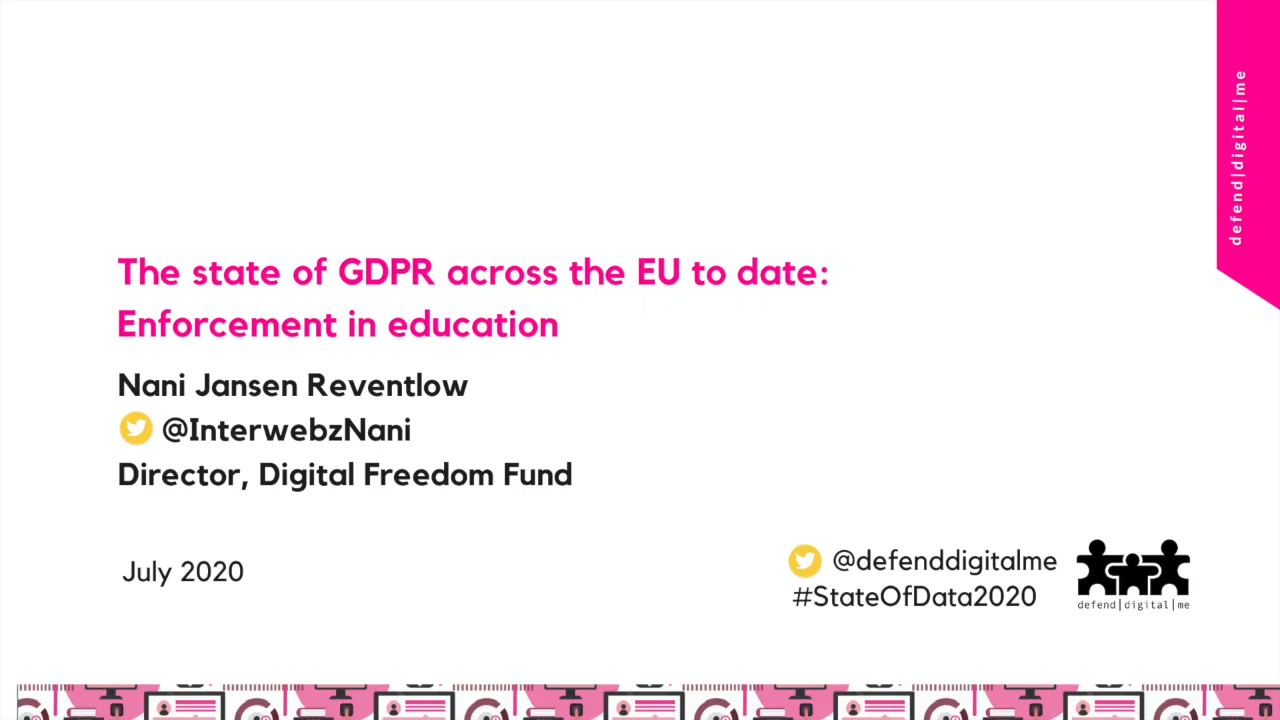 defend|digital|me
The state of GDPR across the EU to date:
Enforcement in education
Nani Jansen Reventlow
@InterwebzNani
Director, Digital Freedom Fund
July 2020
@defenddigitalme
#StateOfData2020
defend|digital|me